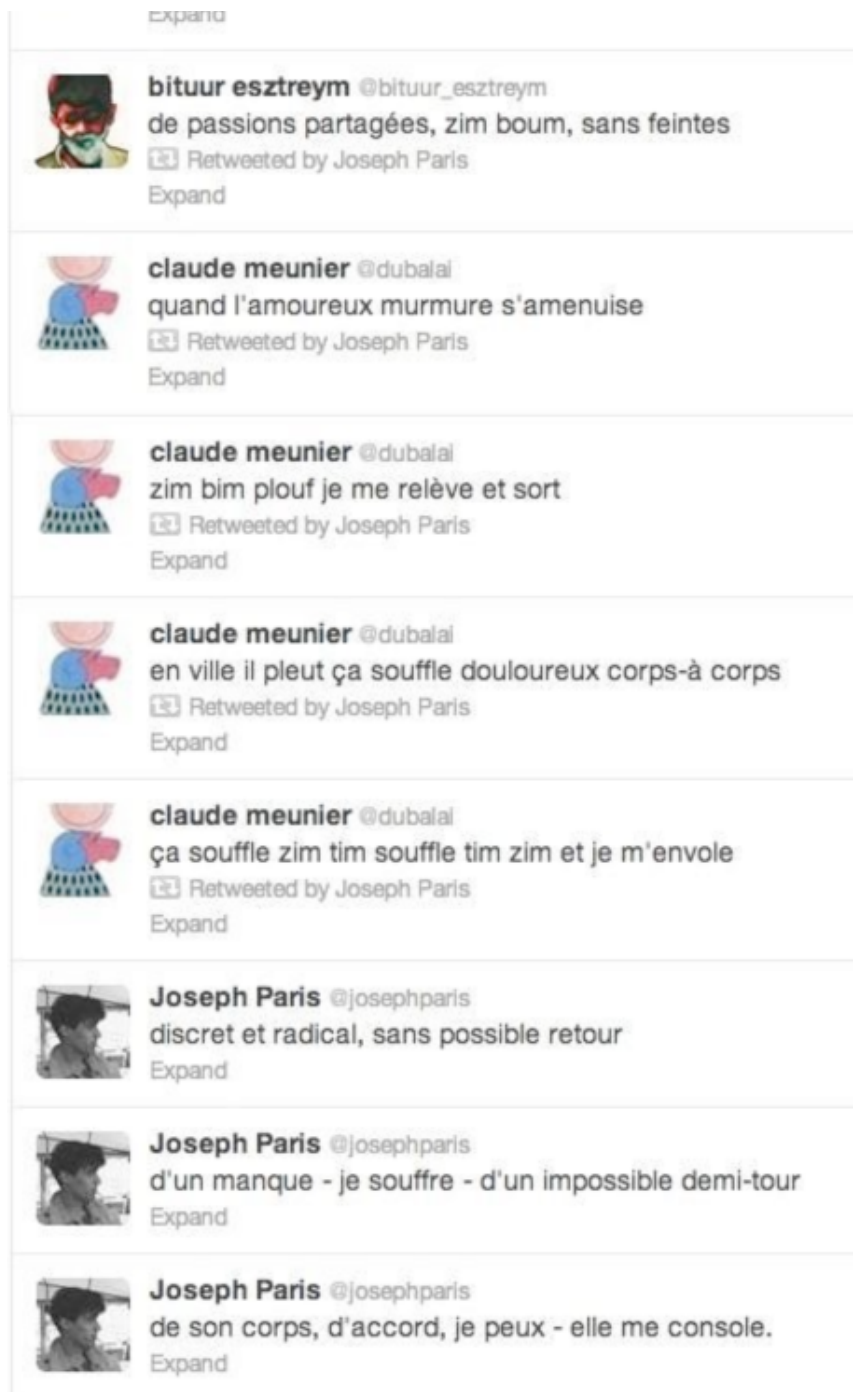 Expand
bituur esztreym @bituur_esztreym
de passions partagées, zim boum, sans feintes
Retweeted by Joseph Paris
Expand
claude meunier @dubalai
quand l'amoureux murmure s'amenuise
Retweeted by Joseph Paris
Expand
claude meunier @dubalai
zim bim plouf je me relève et sort
Retweeted by Joseph Paris
Expand
claude meunier @dubalai
en ville il pleut ça souffle douloureux corps-à corps
Retweeted by Joseph Paris
Expand
claude meunier @dubalai
ça souffle zim tim souffle tim zim et je m'envole
Retweeted by Joseph Paris
Expand
Joseph Paris @josephparis
discret et radical, sans possible retour
Expand
Joseph Paris @josephparis
d'un manque - je souffre - d'un impossible demi-tour
Expand
Joseph Paris @josephparis
de son corps, d'accord, je peux - elle me console.
Expand